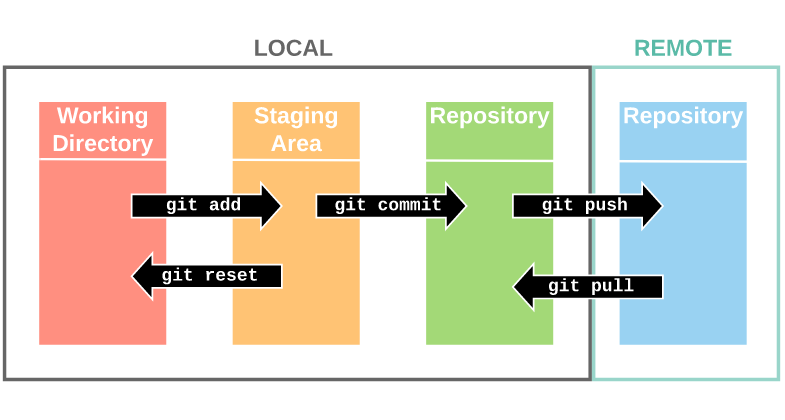 LOCAL
REMOTE
Working
Directory
Staging
Area
Repository
Repository
git add
git commit
git push
git reset
git pull